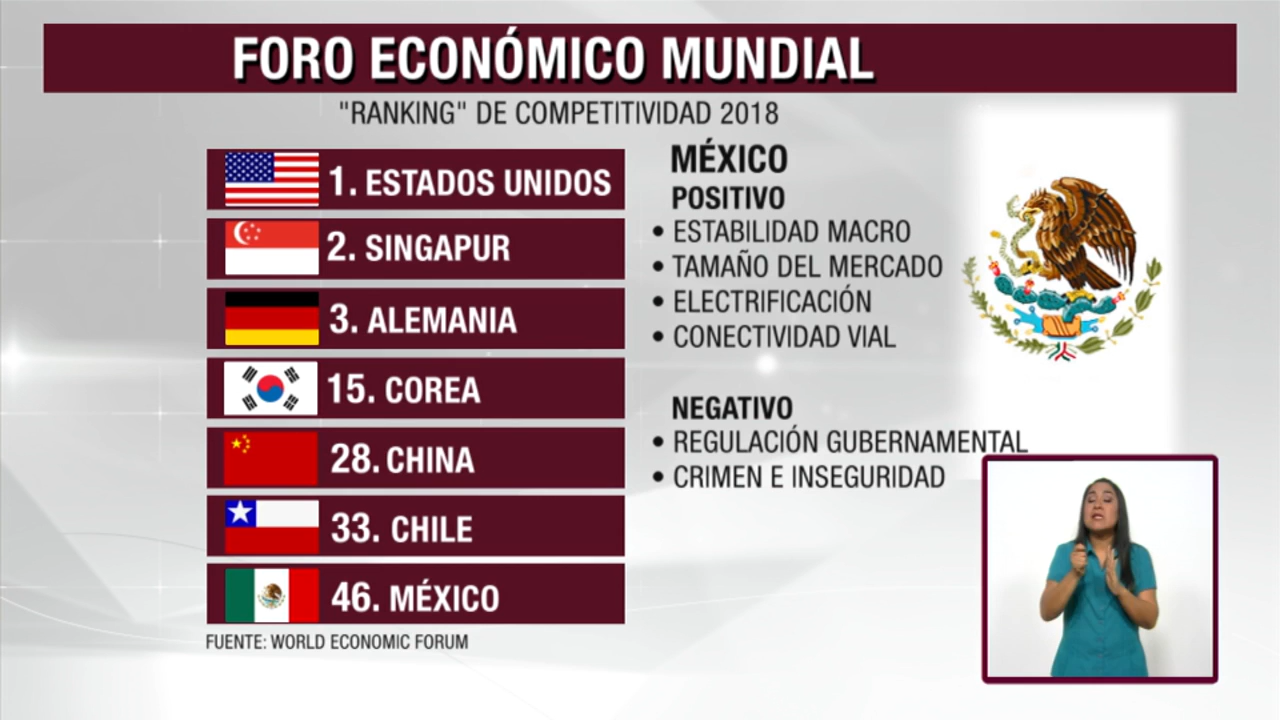 FORO ECONÓMICO MUNDIAL
"RANKING" DE COMPETITIVIDAD 2018
1. ESTADOS UNIDOS
2. SINGAPUR
3. ALEMANIA
15. COREA
28. CHINA
33. CHILE
46. MÉXICO
FUENTE: WORLD ECONOMIC FORUM
MÉXICO
POSITIVO
• ESTABILIDAD MACRO
• TAMAÑO DEL MERCADO
• ELECTRIFICACIÓN
• CONECTIVIDAD VIAL
NEGATIVO
• REGULACIÓN GUBERNAMENTAL
• CRIMEN E INSEGURIDAD